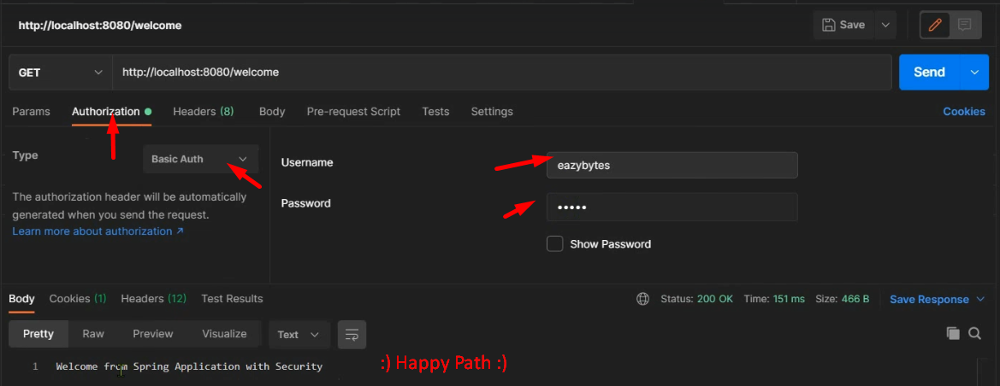 http://localhost:8080/welcome
Save
GET
http://localhost:8080/welcome
Send
Params Authorization Headers (8) Body Pre-request Script Tests Settings Cookies
Type
Basic Auth
The authorization header will be automatically
generated when you send the request.
Learn more about authorization ↗
Username
eazybytes
Password
•••••
Show Password
Body Cookies (1) Headers (12) Test Results
Status: 200 OK Time: 151 ms Size: 466 B Save Response
Pretty Raw Preview Visualize Text
1 Welcome from Spring Application with Security
:) Happy Path :)